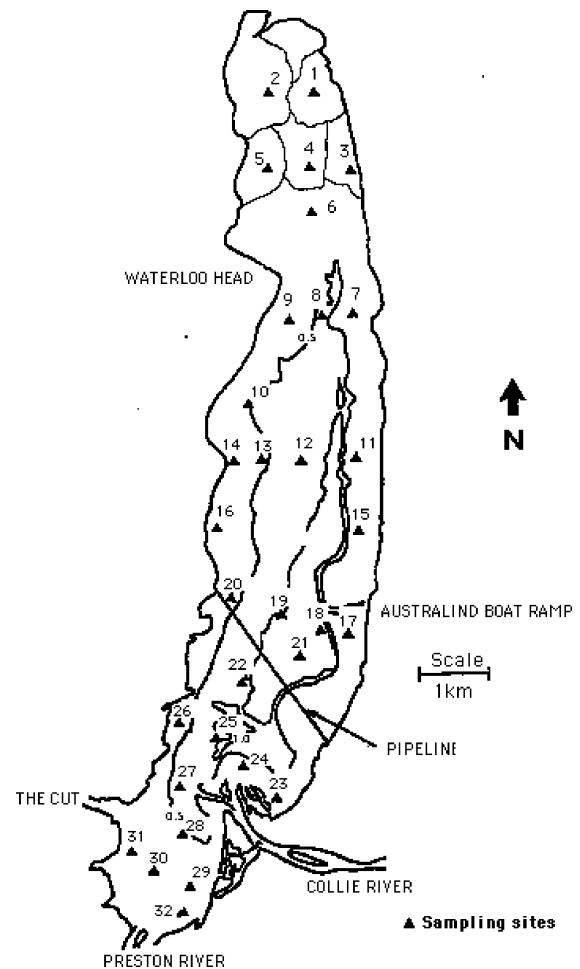 2 1
5 4 3
6
WATERLOO HEAD
9 8 7
a.s
10
N
14 13 12 11
16 15
20 19 18 17
AUSTRALIND BOAT RAMP
21
Scale
1km
22
26 25
24
PIPELINE
27 23
THE CUT
a.s
28
31
30
29
COLLIE RIVER
32
▲ Sampling sites
PRESTON RIVER